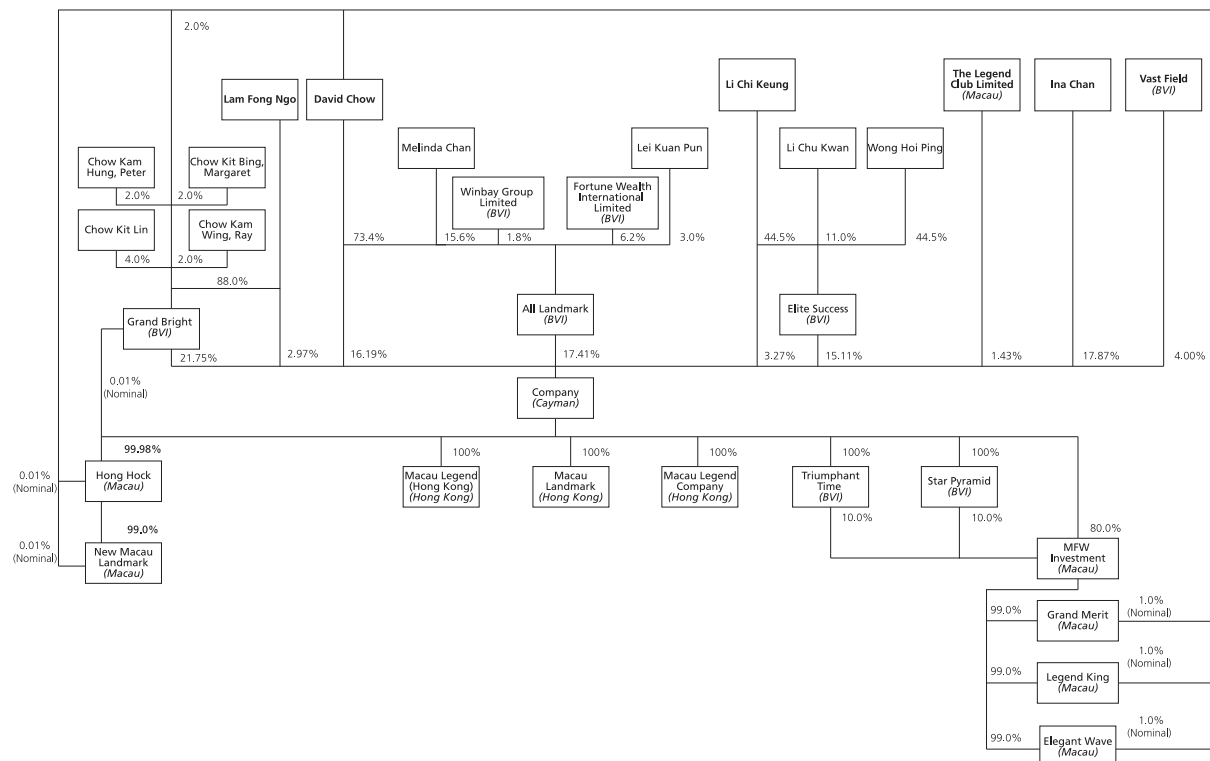 2.0%
Lam Fong Ngo
David Chow
Li Chi Keung
The Legend
Club Limited
(Macau)
Ina Chan
Vast Field
(BVI)
Melinda Chan
Lei Kuan Pun
Li Chu Kwan
Wong Hoi Ping
Chow Kam
Hung, Peter
Chow Kit Bing,
Margaret
Winbay Group
Limited
(BVI)
Fortune Wealth
International
Limited
(BVI)
2.0%
2.0%
Chow Kit Lin
Chow Kam
Wing, Ray
73.4%
15.6%
1.8%
6.2%
3.0%
44.5%
11.0%
44.5%
4.0%
2.0%
88.0%
Grand Bright
(BVI)
All Landmark
(BVI)
Elite Success
(BVI)
21.75%
2.97%
16.19%
17.41%
3.27%
15.11%
1.43%
17.87%
4.00%
0.01%
(Nominal)
Company
(Cayman)
99.98%
100%
100%
100%
100%
100%
0.01%
(Nominal)
Hong Hock
(Macau)
Macau Legend
(Hong Kong)
(Hong Kong)
Macau
Landmark
(Hong Kong)
Macau Legend
Company
(Hong Kong)
Triumphant
Time
(BVI)
Star Pyramid
(BVI)
99.0%
10.0%
10.0%
80.0%
0.01%
(Nominal)
New Macau
Landmark
(Macau)
MFW
Investment
(Macau)
99.0%
Grand Merit
(Macau)
1.0%
(Nominal)
99.0%
Legend King
(Macau)
1.0%
(Nominal)
99.0%
Elegant Wave
(Macau)
1.0%
(Nominal)